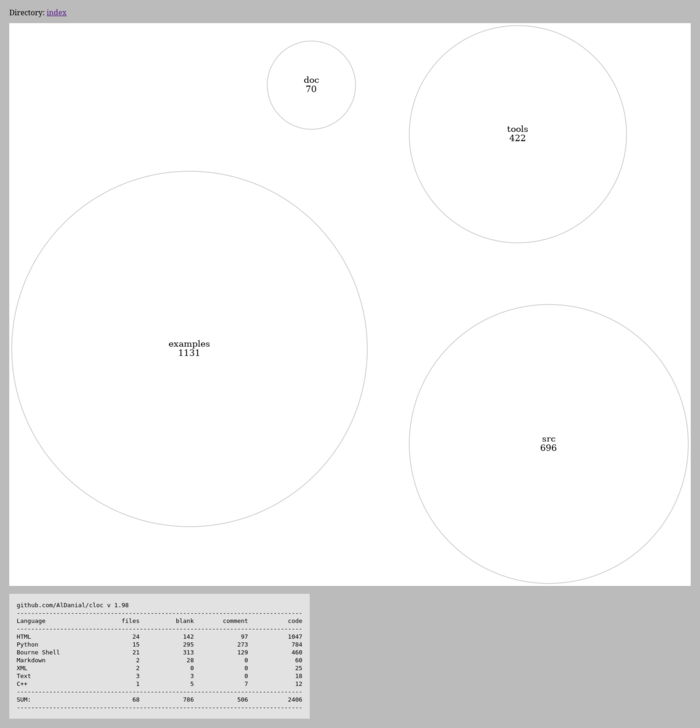 Directory: index
doc
70
tools
422
examples
1131
src
696
github.com/AlDanial/cloc v 1.98
-------------------------------------------------------------------------------
Language                     files          blank        comment           code
-------------------------------------------------------------------------------
HTML                            24            142             97           1047
Python                          15            295            273            784
Bourne Shell                    21            313            129            460
Markdown                         2             28              0             60
XML                              2              0              0             25
Text                             3              3              0             18
C++                              1              5              7             12
-------------------------------------------------------------------------------
SUM:                            68            786            506           2406
-------------------------------------------------------------------------------